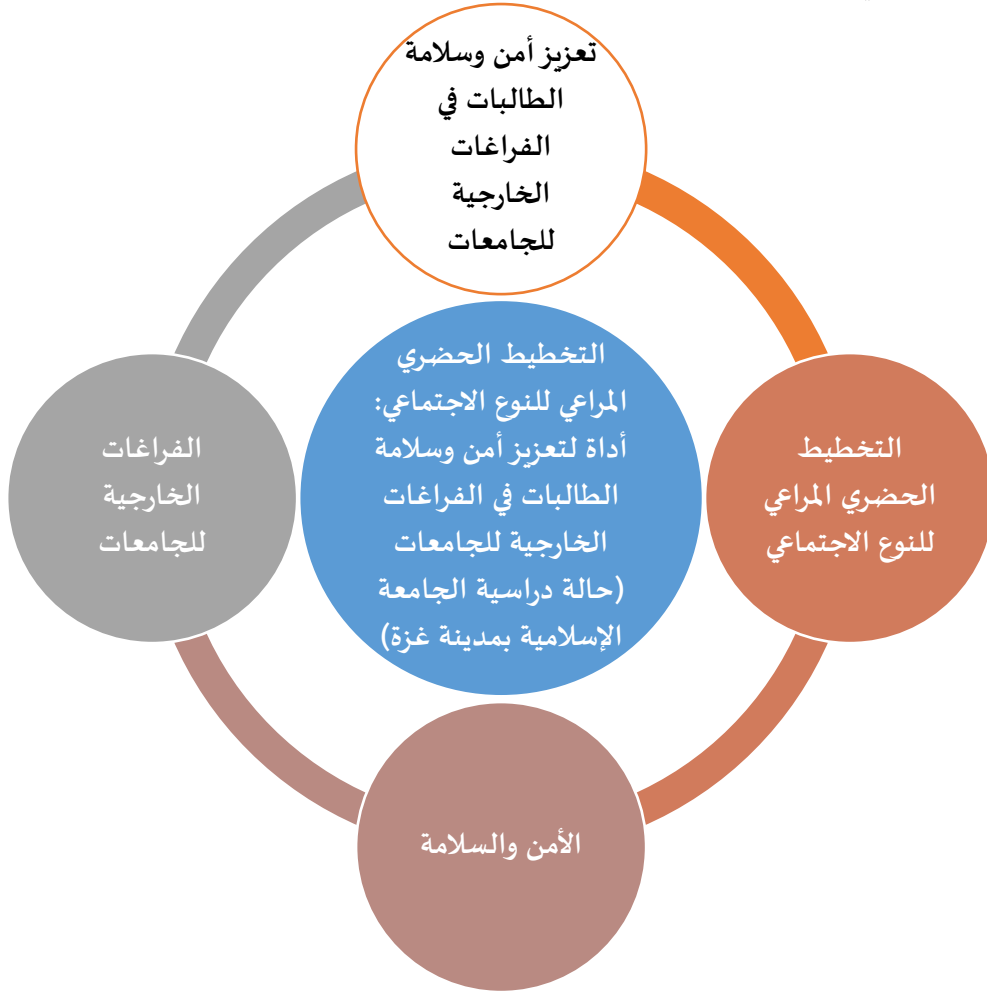 تعزيز أمن وسلامة
الطالبات في
الفراغات
الخارجية
للجامعات
التخطيط الحضري
المراعي للنوع الاجتماعي:
أداة لتعزيز أمن وسلامة
الطالبات في الفراغات
الخارجية للجامعات
(حالة دراسية الجامعة
الإسلامية بمدينة غزة)
التخطيط
الحضري المراعي
للنوع الاجتماعي
الفراغات
الخارجية
للجامعات
الأمن والسلامة